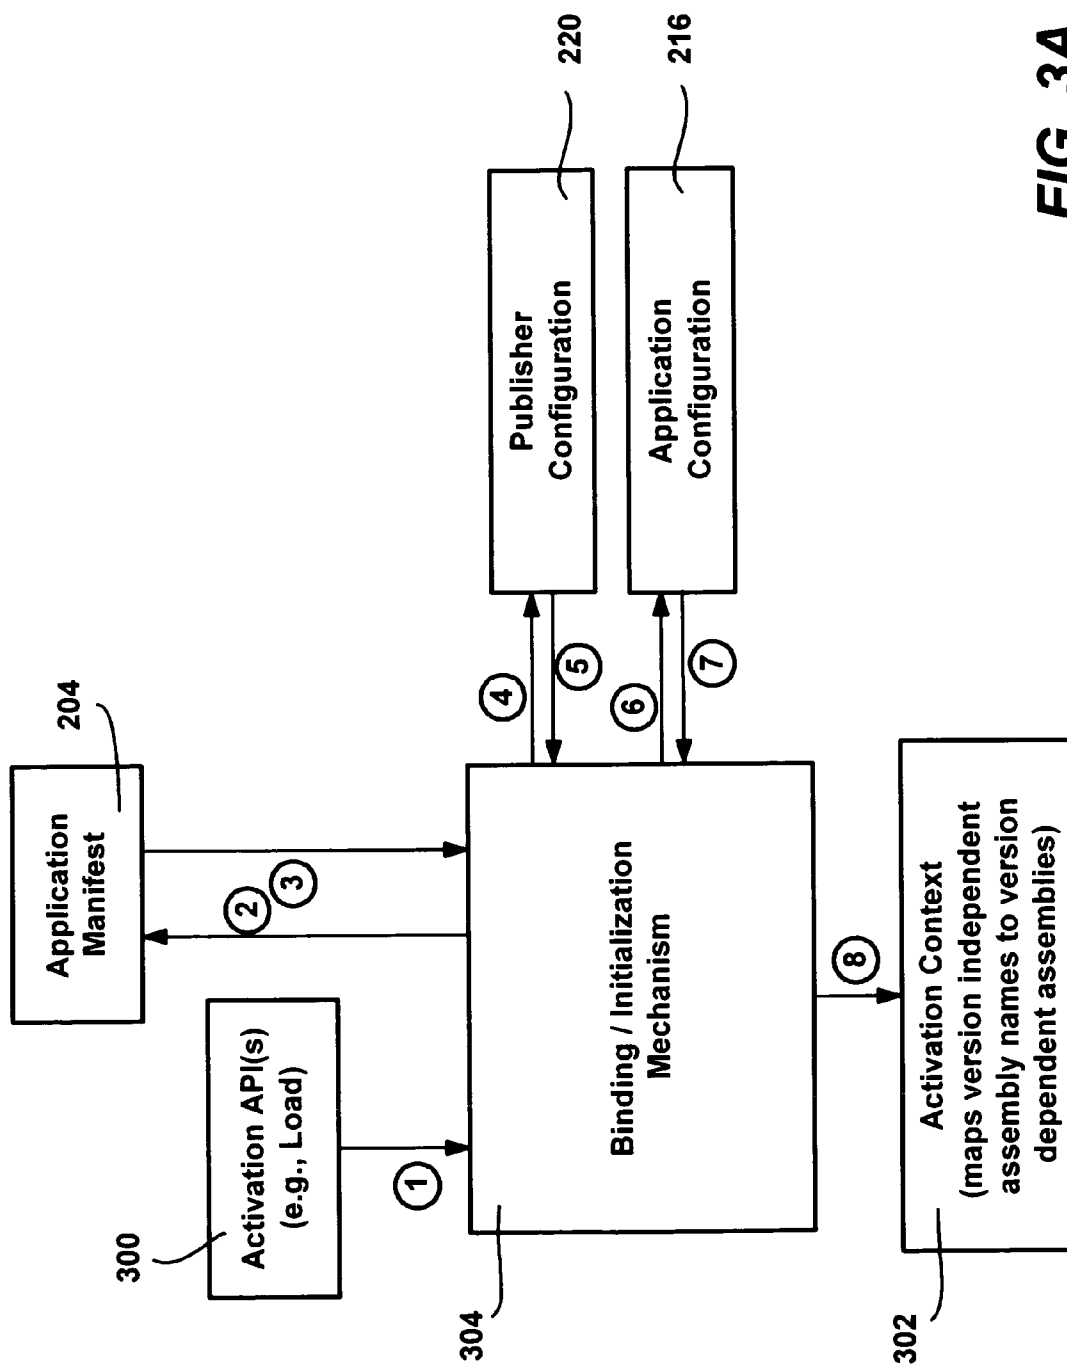 204
Application
Manifest
300
Activation API(s)
(e.g., Load)
1
2
3
304
Binding / Initialization
Mechanism
4
5
6
7
8
220
Publisher
Configuration
216
Application
Configuration
302
Activation Context
(maps version independent
assembly names to version
dependent assemblies)
FIG. 3A